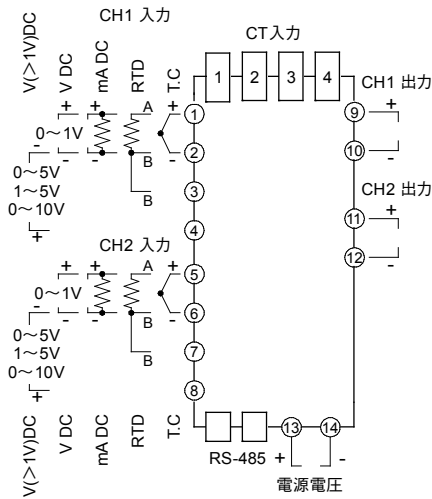 CH1 入力
V(>1V)DC
V DC
mA DC
RTD
T.C
CT入力
1 2 3 4
CH1 出力
+ + A +
0～1V
- - - B -
0～5V
1～5V
0～10V
+
B
① ② ③ ④
⑨ +
⑩ -
CH2 出力
⑪ +
⑫ -
CH2 入力
+ + A +
0～1V
- - - B -
0～5V
1～5V
0～10V
+
B
⑤ ⑥ ⑦ ⑧
V(>1V)DC
V DC
mA DC
RTD
T.C
RS-485
⑬ ⑭
+ -
電源電圧